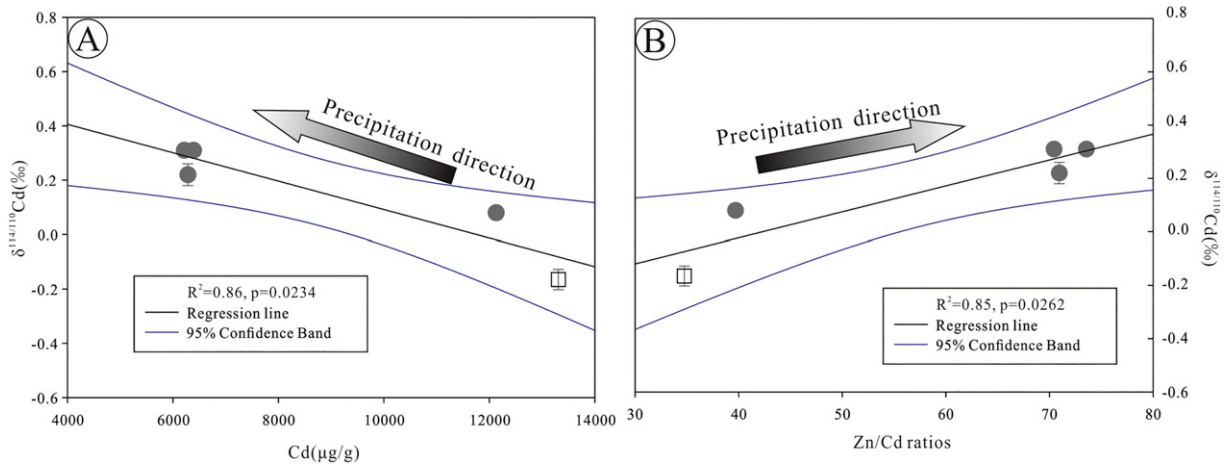 A
0.8
0.6
0.4
0.2
0.0
-0.2
-0.4
-0.6
δ114/110Cd(‰)
Precipitation direction
R2=0.86, p=0.0234
Regression line
95% Confidence Band
4000 6000 8000 10000 12000 14000
Cd(μg/g)
B
Precipitation direction
R2=0.85, p=0.0262
Regression line
95% Confidence Band
30 40 50 60 70 80
Zn/Cd ratios
0.8
0.6
0.4
0.2
0.0
-0.2
-0.4
-0.6
δ114/110Cd(‰)